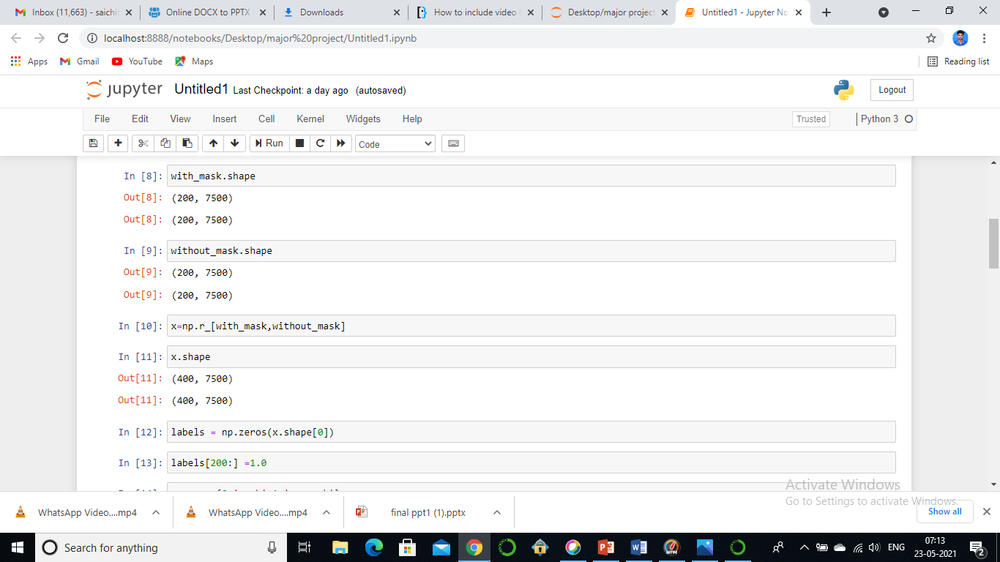 Inbox (11,663) - saichit
Online DOCX to PPTX
Downloads
How to include video
Desktop/major project
Untitled1 - Jupyter No
localhost:8888/notebooks/Desktop/major%20project/Untitled1.ipynb
Apps Gmail YouTube Maps Reading list
jupyter Untitled1 Last Checkpoint: a day ago (autosaved) Logout
File Edit View Insert Cell Kernel Widgets Help Trusted Python 3
Run Code
In [8]: with_mask.shape
Out[8]: (200, 7500)
Out[8]: (200, 7500)
In [9]: without_mask.shape
Out[9]: (200, 7500)
Out[9]: (200, 7500)
In [10]: x=np.r_[with_mask,without_mask]
In [11]: x.shape
Out[11]: (400, 7500)
Out[11]: (400, 7500)
In [12]: labels = np.zeros(x.shape[0])
In [13]: labels[200:] =1.0
Activate Windows
Go to Settings to activate Windows.
WhatsApp Video....mp4 WhatsApp Video....mp4 final ppt1 (1).pptx Show all
Search for anything
ENG
07:13
23-05-2021
2